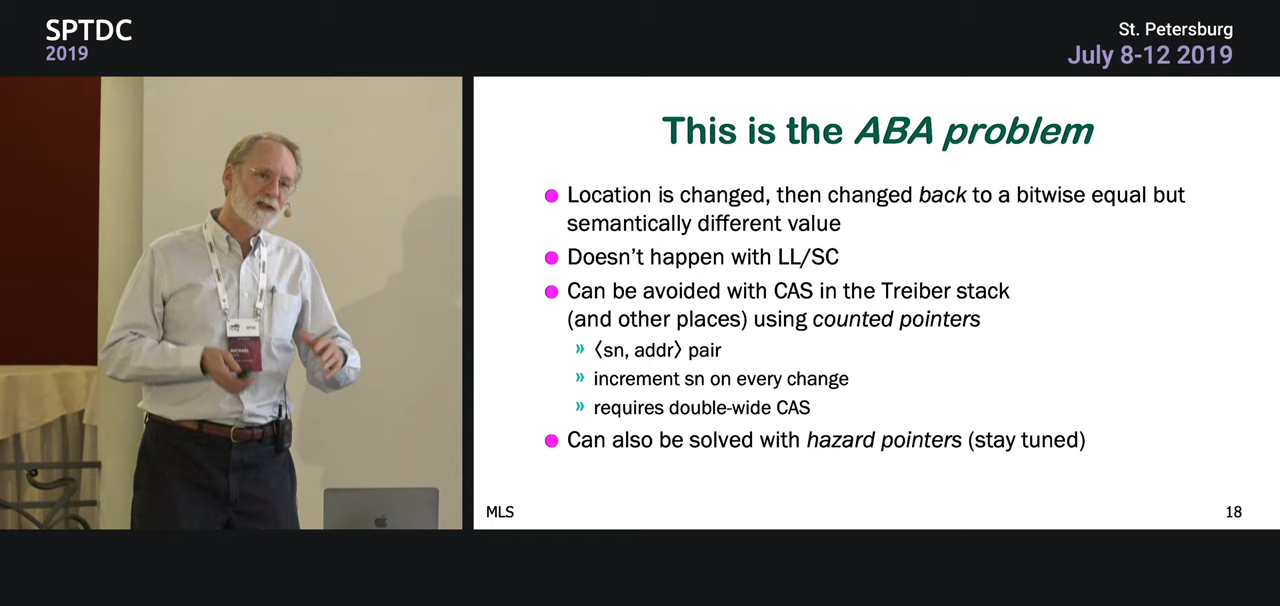 SPTDC
2019
St. Petersburg
July 8-12 2019
This is the ABA problem
Location is changed, then changed back to a bitwise equal but
semantically different value
Doesn't happen with LL/SC
Can be avoided with CAS in the Treiber stack
(and other places) using counted pointers
» ⟨sn, addr⟩ pair
» increment sn on every change
» requires double-wide CAS
Can also be solved with hazard pointers (stay tuned)
MLS
18
MICHAEL